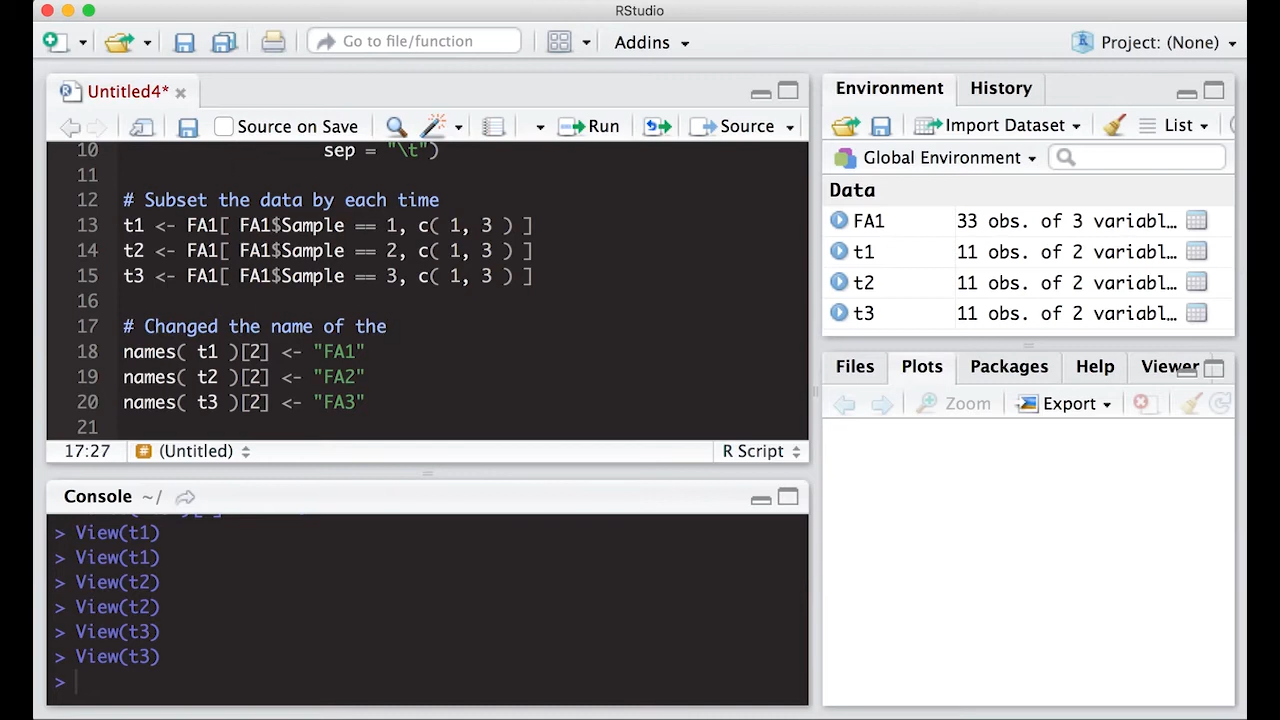 RStudio
Go to file/function
Addins
Project: (None)
Untitled4*
Source on Save
Run
Source
10 sep = "\t")
11
12 # Subset the data by each time
13 t1 <- FA1[ FA1$Sample == 1, c( 1, 3 ) ]
14 t2 <- FA1[ FA1$Sample == 2, c( 1, 3 ) ]
15 t3 <- FA1[ FA1$Sample == 3, c( 1, 3 ) ]
16
17 # Changed the name of the
18 names( t1 )[2] <- "FA1"
19 names( t2 )[2] <- "FA2"
20 names( t3 )[2] <- "FA3"
21
17:27 # (Untitled) R Script
Console ~/
> View(t1)
> View(t1)
> View(t2)
> View(t2)
> View(t3)
> View(t3)
>
Environment History
Import Dataset List
Global Environment
Data
FA1 33 obs. of 3 variabl…
t1 11 obs. of 2 variabl…
t2 11 obs. of 2 variabl…
t3 11 obs. of 2 variabl…
Files Plots Packages Help Viewer
Zoom Export